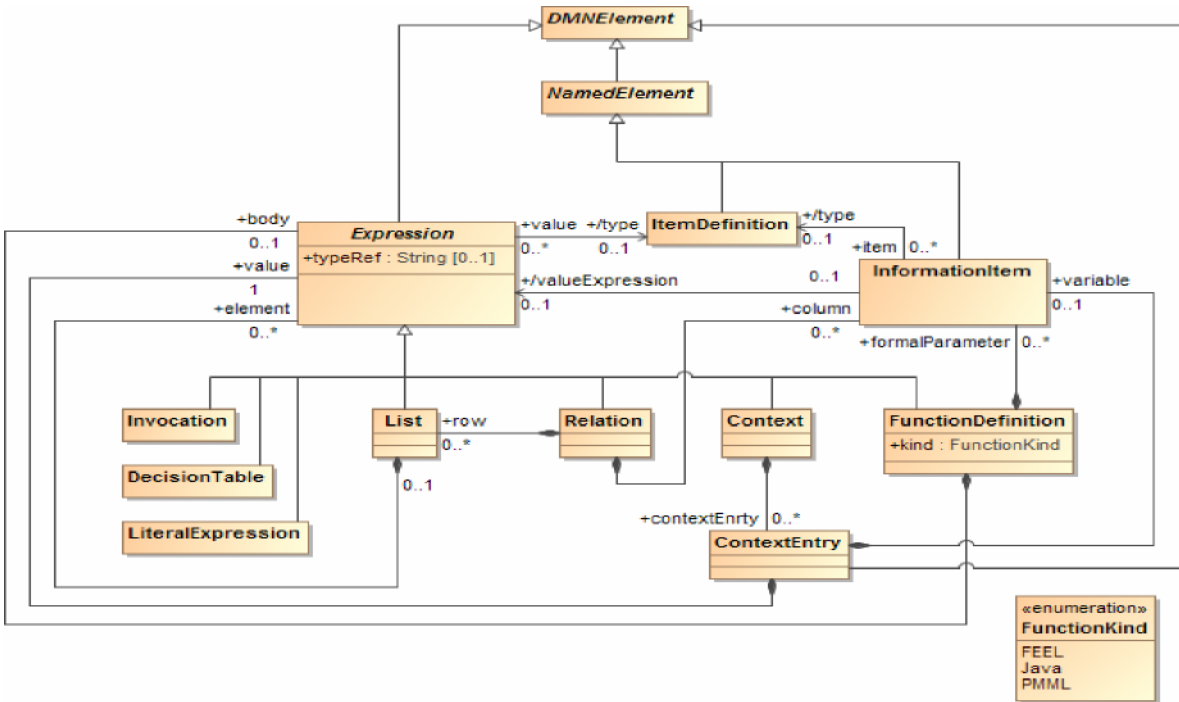 DMNElement
NamedElement
+body
0..1
+value
1
+element
0..*
Expression
+typeRef : String [0..1]
+value
0..*
+/type
0..1
ItemDefinition
+/type
0..1
+item
0..*
+/valueExpression
0..1
0..1
InformationItem
+variable
0..1
+column
0..*
+formalParameter
0..*
Invocation
DecisionTable
LiteralExpression
List
+row
0..*
0..1
Relation
Context
FunctionDefinition
+kind : FunctionKind
+contextEnrty
0..*
ContextEntry
«enumeration»
FunctionKind
FEEL
Java
PMML